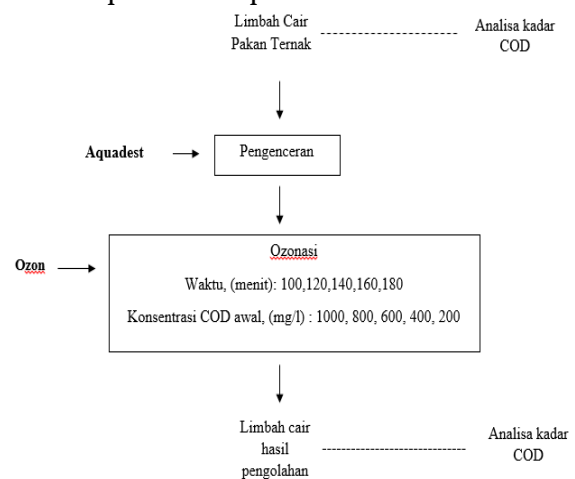 Limbah Cair
Pakan Ternak
Analisa kadar
COD
Aquadest
Pengenceran
Ozon
Ozonasi
Waktu, (menit): 100,120,140,160,180
Konsentrasi COD awal, (mg/l) : 1000, 800, 600, 400, 200
Limbah cair
hasil
pengolahan
Analisa kadar
COD